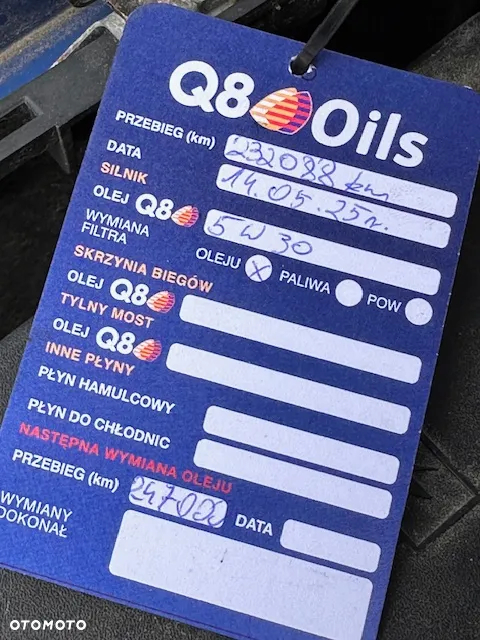 Q8 Oils
PRZEBIEG (km) 232088 km
DATA 14.05.25r.
SILNIK
OLEJ Q8 5W30
WYMIANA FILTRA OLEJU X PALIWA POW
SKRZYNIA BIEGÓW
OLEJ Q8
TYLNY MOST
OLEJ Q8
INNE PŁYNY
PŁYN HAMULCOWY
PŁYN DO CHŁODNIC
NASTĘPNA WYMIANA OLEJU
PRZEBIEG (km) 247000 DATA
WYMIANY DOKONAŁ
OTOMOTO